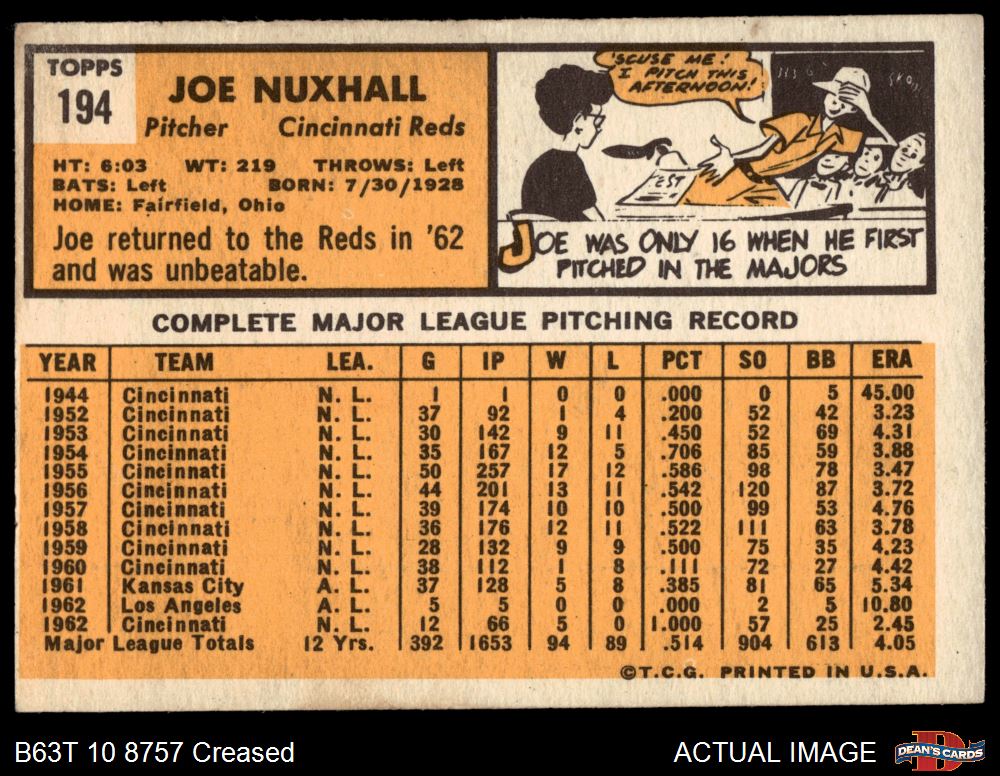 TOPPS
194
JOE NUXHALL
Pitcher Cincinnati Reds
HT: 6:03 WT: 219 THROWS: Left
BATS: Left BORN: 7/30/1928
HOME: Fairfield, Ohio
Joe returned to the Reds in '62
and was unbeatable.
'SCUSE ME!
I PITCH THIS
AFTERNOON!
TEST
JOE WAS ONLY 16 WHEN HE FIRST
PITCHED IN THE MAJORS
COMPLETE MAJOR LEAGUE PITCHING RECORD
YEAR TEAM LEA. G IP W L PCT SO BB ERA
1944 Cincinnati N. L. 1 1 0 0 .000 0 5 45.00
1952 Cincinnati N. L. 37 92 1 4 .200 52 42 3.23
1953 Cincinnati N. L. 30 142 9 11 .450 52 69 4.31
1954 Cincinnati N. L. 35 167 12 5 .706 85 59 3.88
1955 Cincinnati N. L. 50 257 17 12 .586 98 78 3.47
1956 Cincinnati N. L. 44 201 13 11 .542 120 87 3.72
1957 Cincinnati N. L. 39 174 10 10 .500 99 53 4.76
1958 Cincinnati N. L. 36 176 12 11 .522 111 63 3.78
1959 Cincinnati N. L. 28 132 9 9 .500 75 35 4.23
1960 Cincinnati N. L. 38 112 1 8 .111 72 27 4.42
1961 Kansas City A. L. 37 128 5 8 .385 81 65 5.34
1962 Los Angeles A. L. 5 5 0 0 .000 2 5 10.80
1962 Cincinnati N. L. 12 66 5 0 1.000 57 25 2.45
Major League Totals 12 Yrs. 392 1653 94 89 .514 904 613 4.05
©T.C.G. PRINTED IN U.S.A.
B63T 10 8757 Creased
ACTUAL IMAGE
DEAN'S CARDS